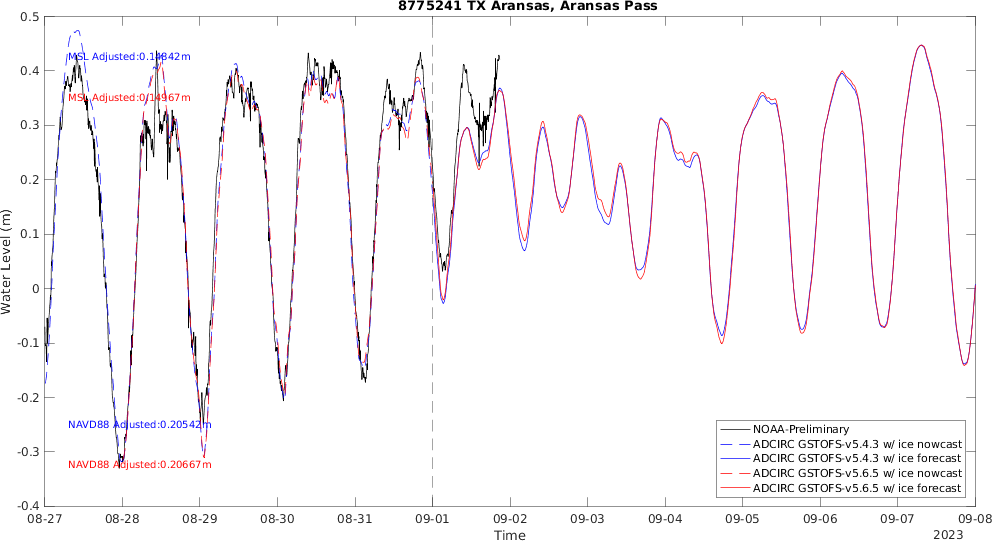 8775241 TX Aransas, Aransas Pass
0.5
0.4
0.3
0.2
0.1
0
-0.1
-0.2
-0.3
-0.4
Water Level (m)
MSL Adjusted:0.14842m
MSL Adjusted:0.14967m
NAVD88 Adjusted:0.20542m
NAVD88 Adjusted:0.20667m
NOAA-Preliminary
ADCIRC GSTOFS-v5.4.3 w/ ice nowcast
ADCIRC GSTOFS-v5.4.3 w/ ice forecast
ADCIRC GSTOFS-v5.6.5 w/ ice nowcast
ADCIRC GSTOFS-v5.6.5 w/ ice forecast
08-27 08-28 08-29 08-30 08-31 09-01 09-02 09-03 09-04 09-05 09-06 09-07 09-08
Time
2023